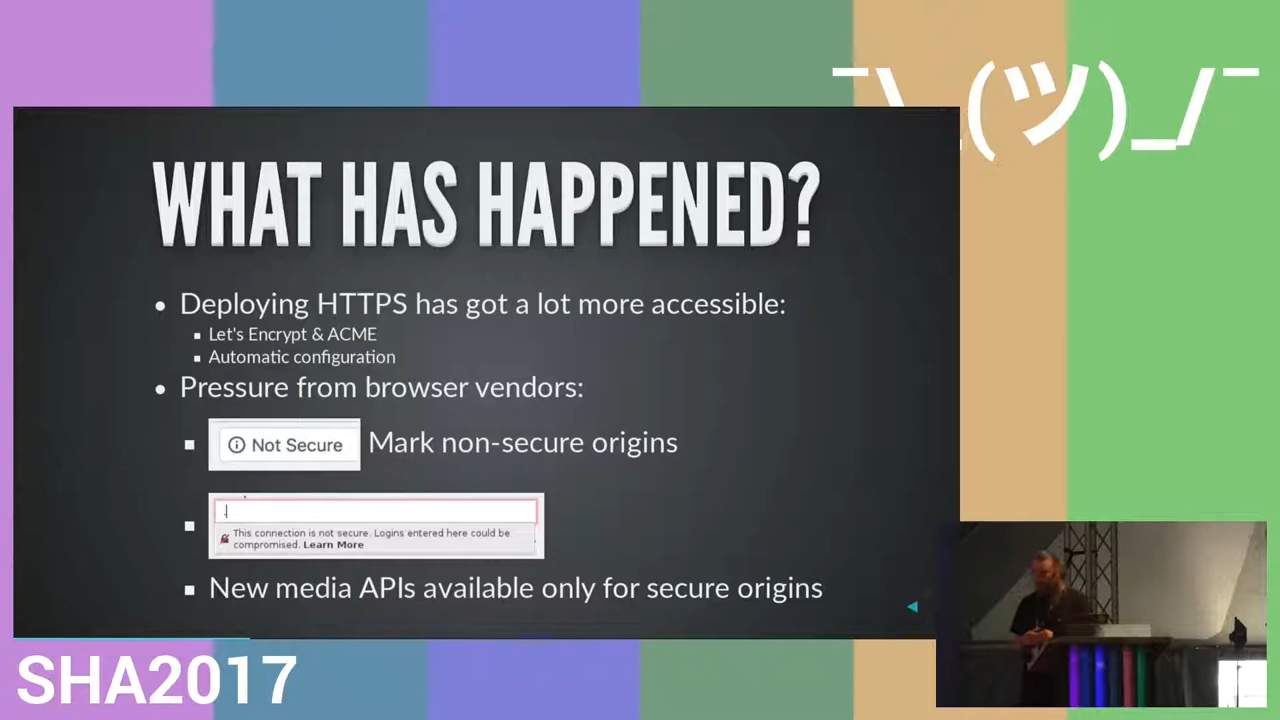 ¯\_(ツ)_/¯
WHAT HAS HAPPENED?
Deploying HTTPS has got a lot more accessible:
Let's Encrypt & ACME
Automatic configuration
Pressure from browser vendors:
Not Secure Mark non-secure origins
This connection is not secure. Logins entered here could be
compromised. Learn More
New media APIs available only for secure origins
SHA2017